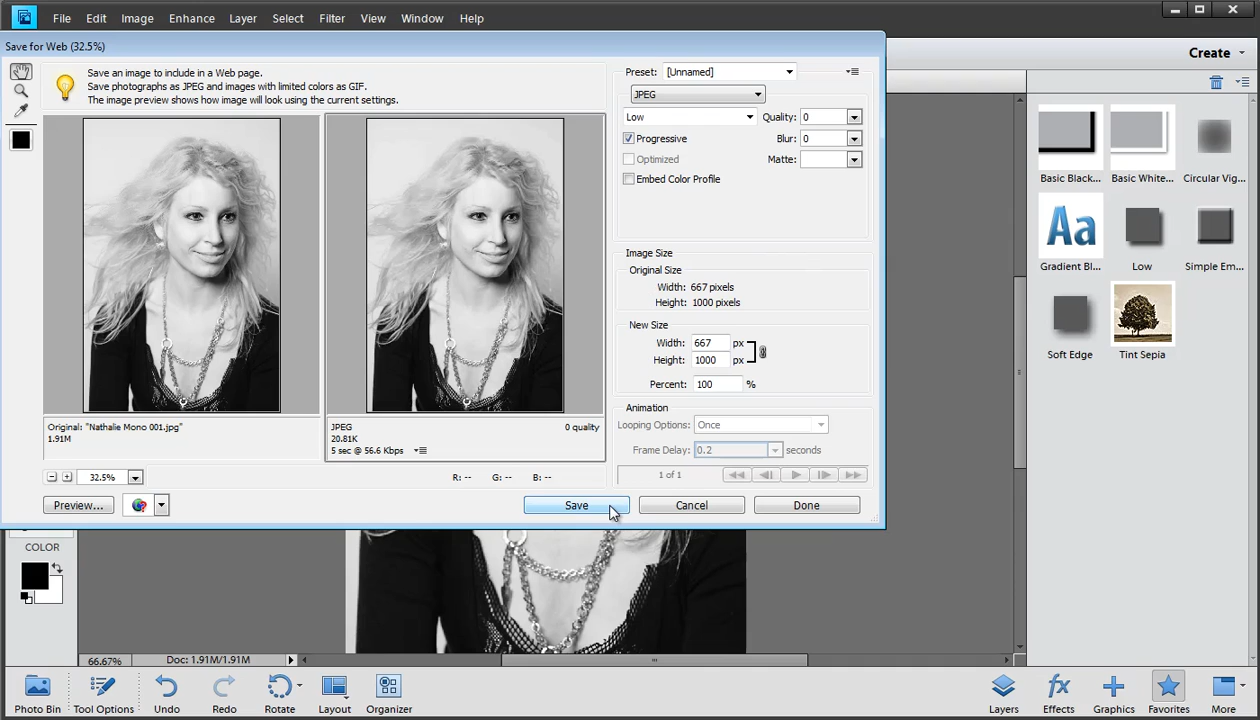 File Edit Image Enhance Layer Select Filter View Window Help
Save for Web (32.5%)
Create
Save an image to include in a Web page.
Save photographs as JPEG and images with limited colors as GIF.
The image preview shows how image will look using the current settings.
Preset: [Unnamed]
JPEG
Low Quality: 0
Progressive Blur: 0
Optimized Matte:
Embed Color Profile
Image Size
Original Size
Width: 667 pixels
Height: 1000 pixels
New Size
Width: 667 px
Height: 1000 px
Percent: 100 %
Animation
Looping Options: Once
Frame Delay: 0.2 seconds
1 of 1
Original: "Nathalie Mono 001.jpg"
1.91M
JPEG 0 quality
20.81K
5 sec @ 56.6 Kbps
32.5% R: -- G: -- B: --
Preview... Save Cancel Done
Basic Black... Basic White... Circular Vig...
Aa
Gradient Bl... Low Simple Em...
Soft Edge Tint Sepia
COLOR
66.67% Doc: 1.91M/1.91M
fx
Photo Bin Tool Options Undo Redo Rotate Layout Organizer Layers Effects Graphics Favorites More